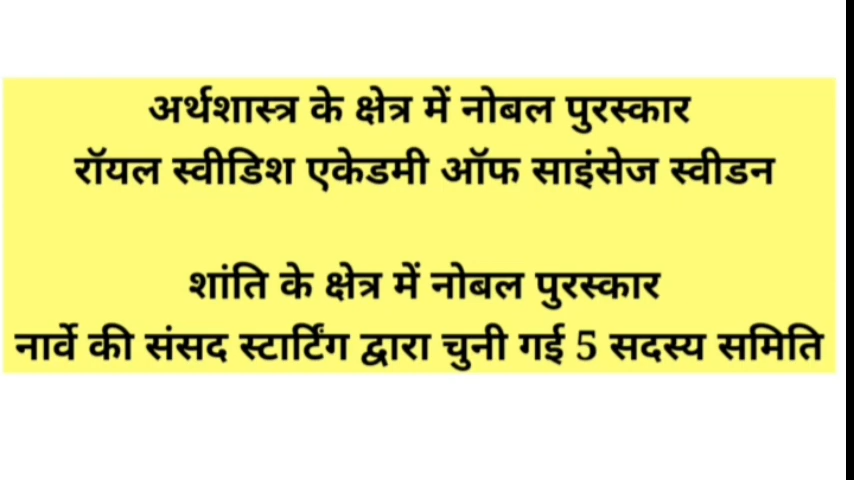 अर्थशास्त्र के क्षेत्र में नोबल पुरस्कार
रॉयल स्वीडिश एकेडमी ऑफ साइंसेज स्वीडन
शांति के क्षेत्र में नोबल पुरस्कार
नार्वे की संसद स्टार्टिंग द्वारा चुनी गई 5 सदस्य समिति